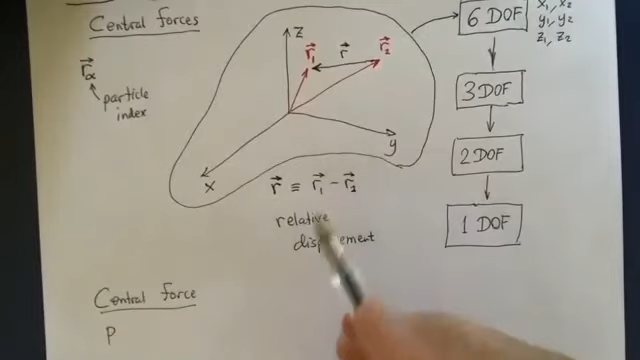 Central forces
r⃗α
particle
index
z
r⃗1
r⃗
r⃗2
x
y
r⃗ ≡ r⃗1 - r⃗2
relative
displacement
6 DOF
x1, x2
y1, y2
z1, z2
3 DOF
2 DOF
1 DOF
Central force
P